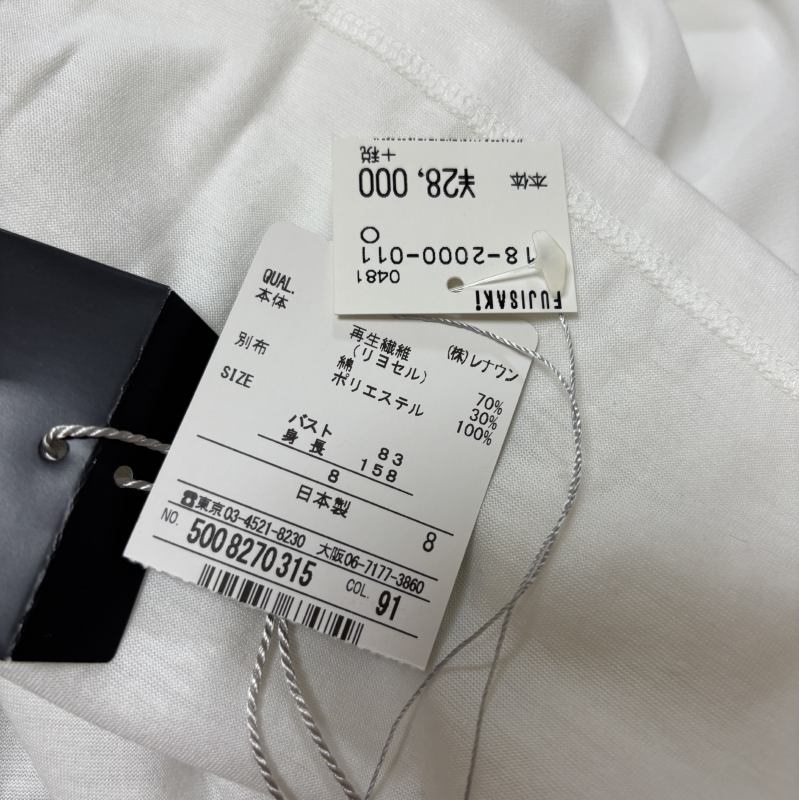 FUJISAKi
0481
18-2000-011
○
本体 ¥28,000
+税
QUAL.
本体 再生繊維 (株)レナウン
(リヨセル) 70%
綿 30%
別布 ポリエステル 100%
SIZE
バスト 83
身長 158
8
日本製 8
☎東京03-4521-8230 大阪06-7177-3860
NO. 5008270315 COL. 91